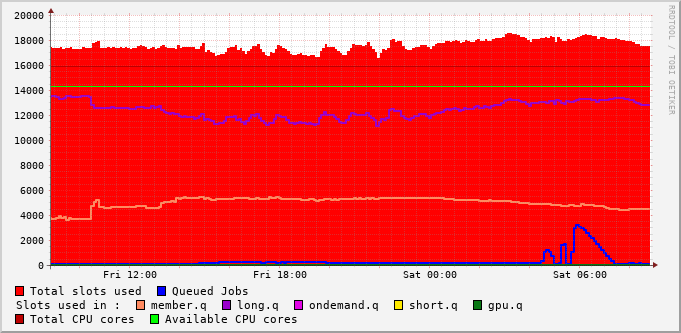 20000
18000
16000
14000
12000
10000
8000
6000
4000
2000
0
Fri 12:00 Fri 18:00 Sat 00:00 Sat 06:00
Total slots used Queued Jobs
Slots used in : member.q long.q ondemand.q short.q gpu.q
Total CPU cores Available CPU cores
RRDTOOL / TOBI OETIKER